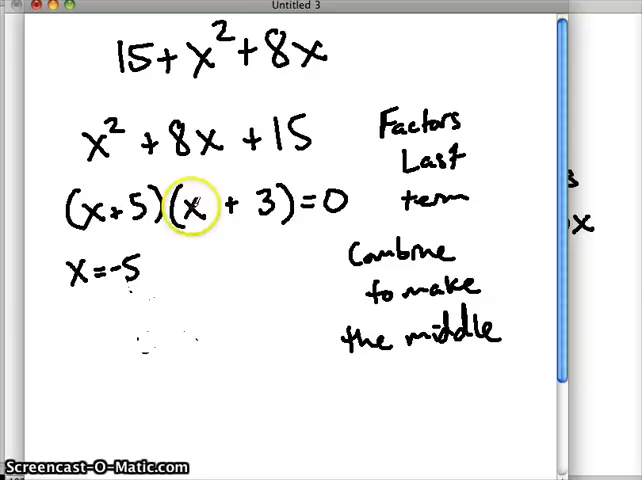 Untitled 3
15+x²+8x
x² +8x +15
(x+5)(x + 3)=0
x=-5
Factors
Last
term
Combine
to make
the middle
x
Screencast-O-Matic.com